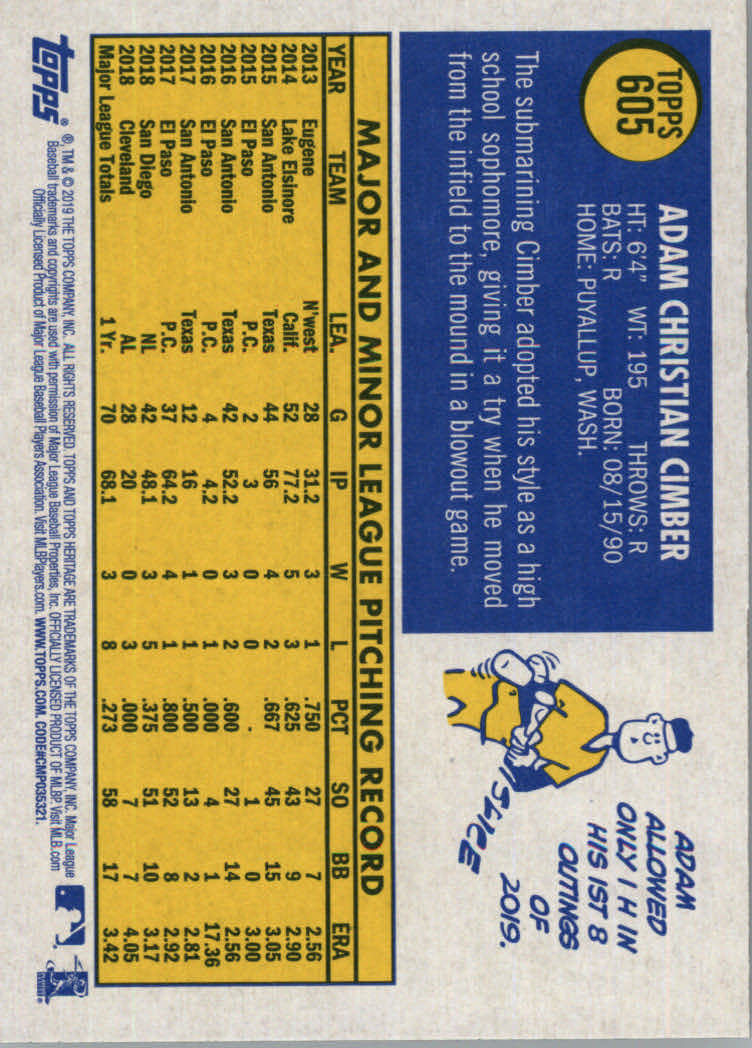 TOPPS
605
ADAM CHRISTIAN CIMBER
HT: 6'4" WT: 195 THROWS: R
BATS: R BORN: 08/15/90
HOME: PUYALLUP, WASH.
The submarining Cimber adopted his style as a high
school sophomore, giving it a try when he moved
from the infield to the mound in a blowout game.
ADAM
ALLOWED
ONLY 1 H IN
HIS 1ST 8
OUTINGS
OF
2019.
SLICE
MAJOR AND MINOR LEAGUE PITCHING RECORD
YEAR TEAM LEA. G IP W L PCT SO BB ERA
2013 Eugene N'west 28 31.2 3 1 .750 27 7 2.56
2014 Lake Elsinore Calif. 52 77.2 5 3 .625 43 9 2.90
2015 San Antonio Texas 44 56 4 2 .667 45 15 3.05
2015 El Paso P.C. 2 3 0 0 . 1 0 3.00
2016 San Antonio Texas 42 52.2 3 2 .600 27 14 2.56
2016 El Paso P.C. 4 4.2 0 1 .000 4 1 17.36
2017 San Antonio Texas 12 16 1 1 .500 13 2 2.81
2017 El Paso P.C. 37 64.2 4 1 .800 52 8 2.92
2018 San Diego NL 42 48.1 3 5 .375 51 10 3.17
2018 Cleveland AL 28 20 0 3 .000 7 7 4.05
Major League Totals 1 Yr. 70 68.1 3 8 .273 58 17 3.42
topps®
®, TM & © 2019 THE TOPPS COMPANY, INC. ALL RIGHTS RESERVED. TOPPS AND TOPPS HERITAGE ARE TRADEMARKS OF THE TOPPS COMPANY, INC. Major League
Baseball trademarks and copyrights are used with permission of Major League Baseball Properties, Inc. OFFICIALLY LICENSED PRODUCT OF MLBP. Visit MLB.com
Officially Licensed Product of Major League Baseball Players Association. Visit MLBPlayers.com. WWW.TOPPS.COM. CODE#CMP035321.